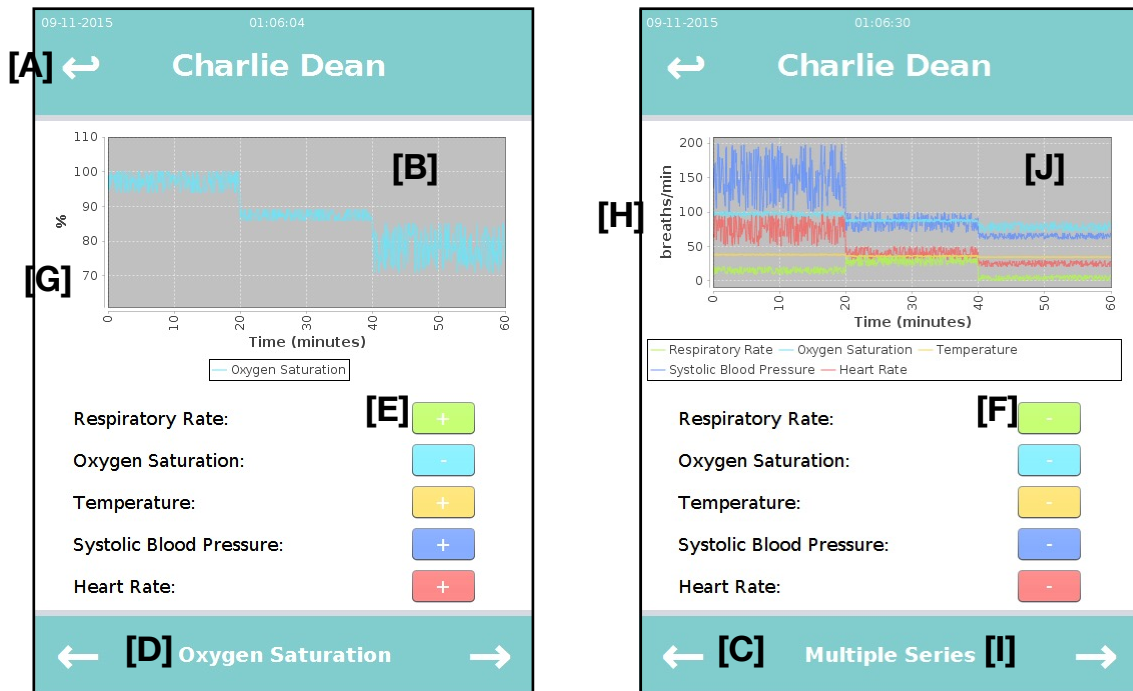 09-11-2015 01:06:04
[A] ↩ Charlie Dean
110
100
90
80
70
%
[B]
[G]
0 10 20 30 40 50 60
Time (minutes)
Oxygen Saturation
[E]
Respiratory Rate: +
Oxygen Saturation: -
Temperature: +
Systolic Blood Pressure: +
Heart Rate: +
← [D] Oxygen Saturation →
09-11-2015 01:06:30
↩ Charlie Dean
200
150
100
50
0
breaths/min
[J]
[H]
0 10 20 30 40 50 60
Time (minutes)
Respiratory Rate Oxygen Saturation Temperature
Systolic Blood Pressure Heart Rate
[F]
Respiratory Rate: -
Oxygen Saturation: -
Temperature: -
Systolic Blood Pressure: -
Heart Rate: -
← [C] Multiple Series [I] →